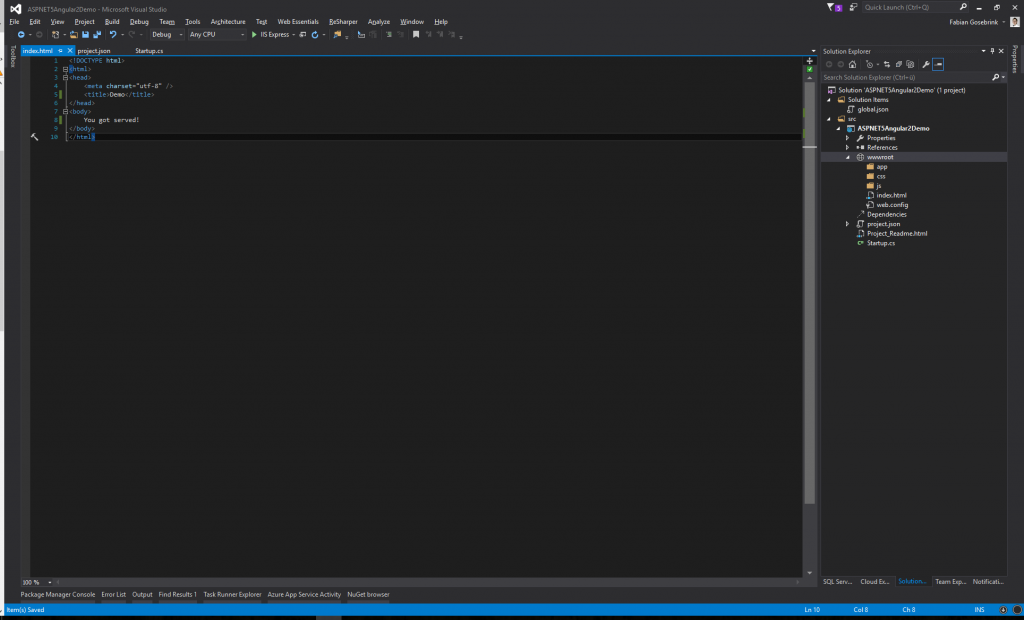 ASPNET5Angular2Demo - Microsoft Visual Studio
5
Quick Launch (Ctrl+Q)
File Edit View Project Build Debug Team Tools Architecture Test Web Essentials ReSharper Analyze Window Help
Fabian Gosebrink
Debug Any CPU IIS Express
Toolbox
index.html project.json Startup.cs
1 <!DOCTYPE html>
2 <html>
3 <head>
4 <meta charset="utf-8" />
5 <title>Demo</title>
6 </head>
7 <body>
8 You got served!
9 </body>
10 </html>
100 %
Solution Explorer
Search Solution Explorer (Ctrl+ü)
Solution 'ASPNET5Angular2Demo' (1 project)
Solution Items
global.json
src
ASPNET5Angular2Demo
Properties
References
wwwroot
app
css
js
index.html
web.config
Dependencies
project.json
Project_Readme.html
Startup.cs
Properties
SQL Serv... Cloud Ex... Solution... Team Exp... Notificati...
Package Manager Console Error List Output Find Results 1 Task Runner Explorer Azure App Service Activity NuGet browser
Item(s) Saved Ln 10 Col 8 Ch 8 INS